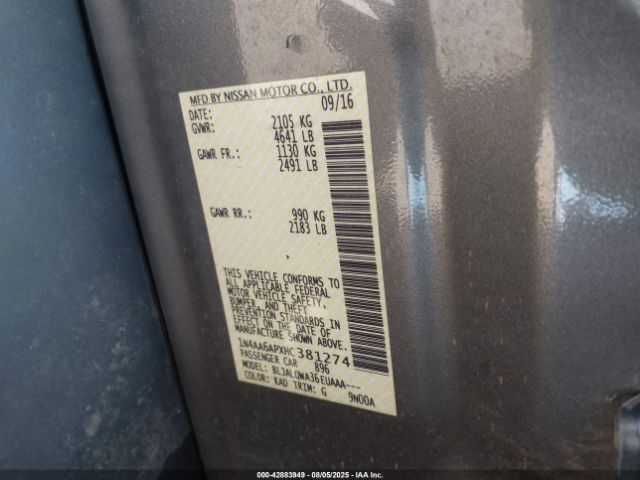 MFD BY NISSAN MOTOR CO., LTD.
DATE: 09/16
GVWR: 2105 KG
4641 LB
GAWR FR.: 1130 KG
2491 LB
GAWR RR.: 990 KG
2183 LB
THIS VEHICLE CONFORMS TO
ALL APPLICABLE FEDERAL
MOTOR VEHICLE SAFETY,
BUMPER, AND THEFT
PREVENTION STANDARDS IN
EFFECT ON THE DATE OF
MANUFACTURE SHOWN ABOVE.
1N4AA6APXHC381274
PASSENGER CAR 896
MODEL: BLJALQWA36EUAAA---
COLOR: KAD TRIM: G 9N00A
000-42883949 - 08/05/2025 - IAA Inc.